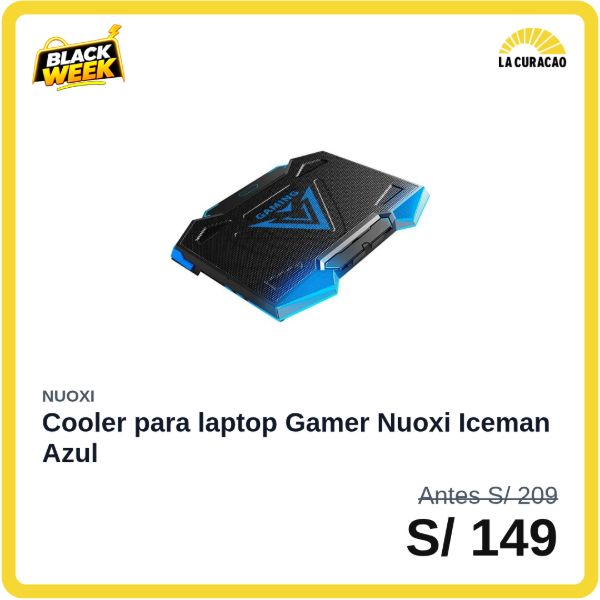 BLACK
WEEK
LA CURACAO
GAMING
NUOXI
Cooler para laptop Gamer Nuoxi Iceman
Azul
Antes S/ 209
S/ 149